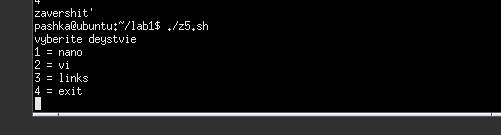 4
zavershit'
pashka@ubuntu:~/lab1$ ./z5.sh
vyberite deystvie
1 = nano
2 = vi
3 = links
4 = exit